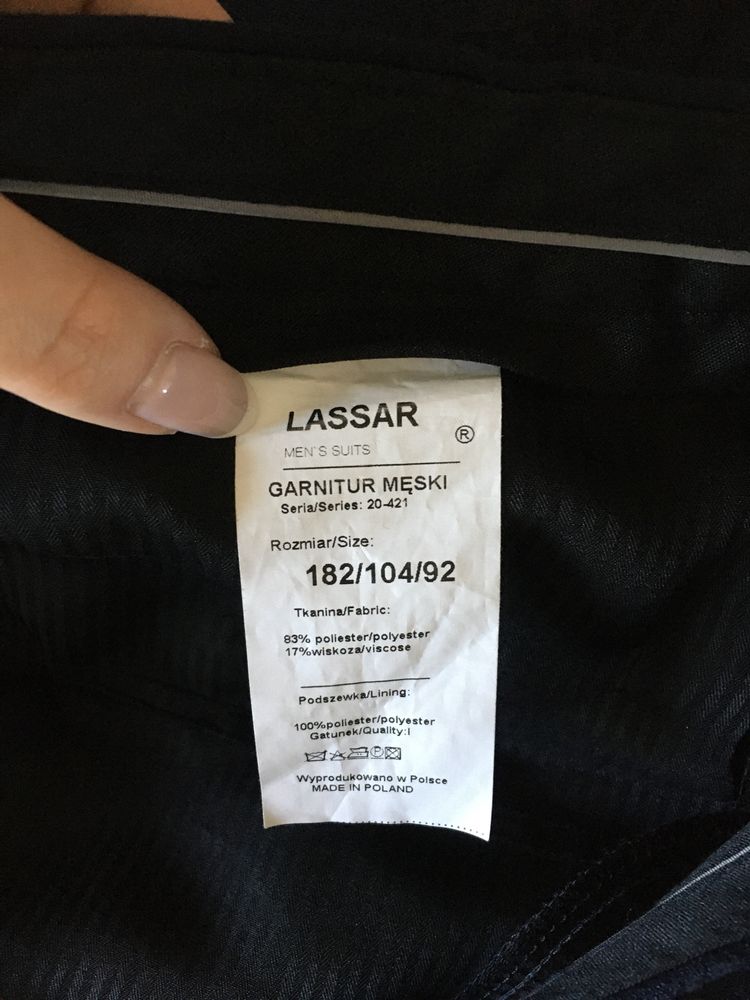 LASSAR
®
MEN'S SUITS
GARNITUR MĘSKI
Seria/Series: 20-421
Rozmiar/Size:
182/104/92
Tkanina/Fabric:
83% poliester/polyester
17%wiskoza/viscose
Podszewka/Lining:
100%poliester/polyester
Gatunek/Quality:I
P
Wyprodukowano w Polsce
MADE IN POLAND